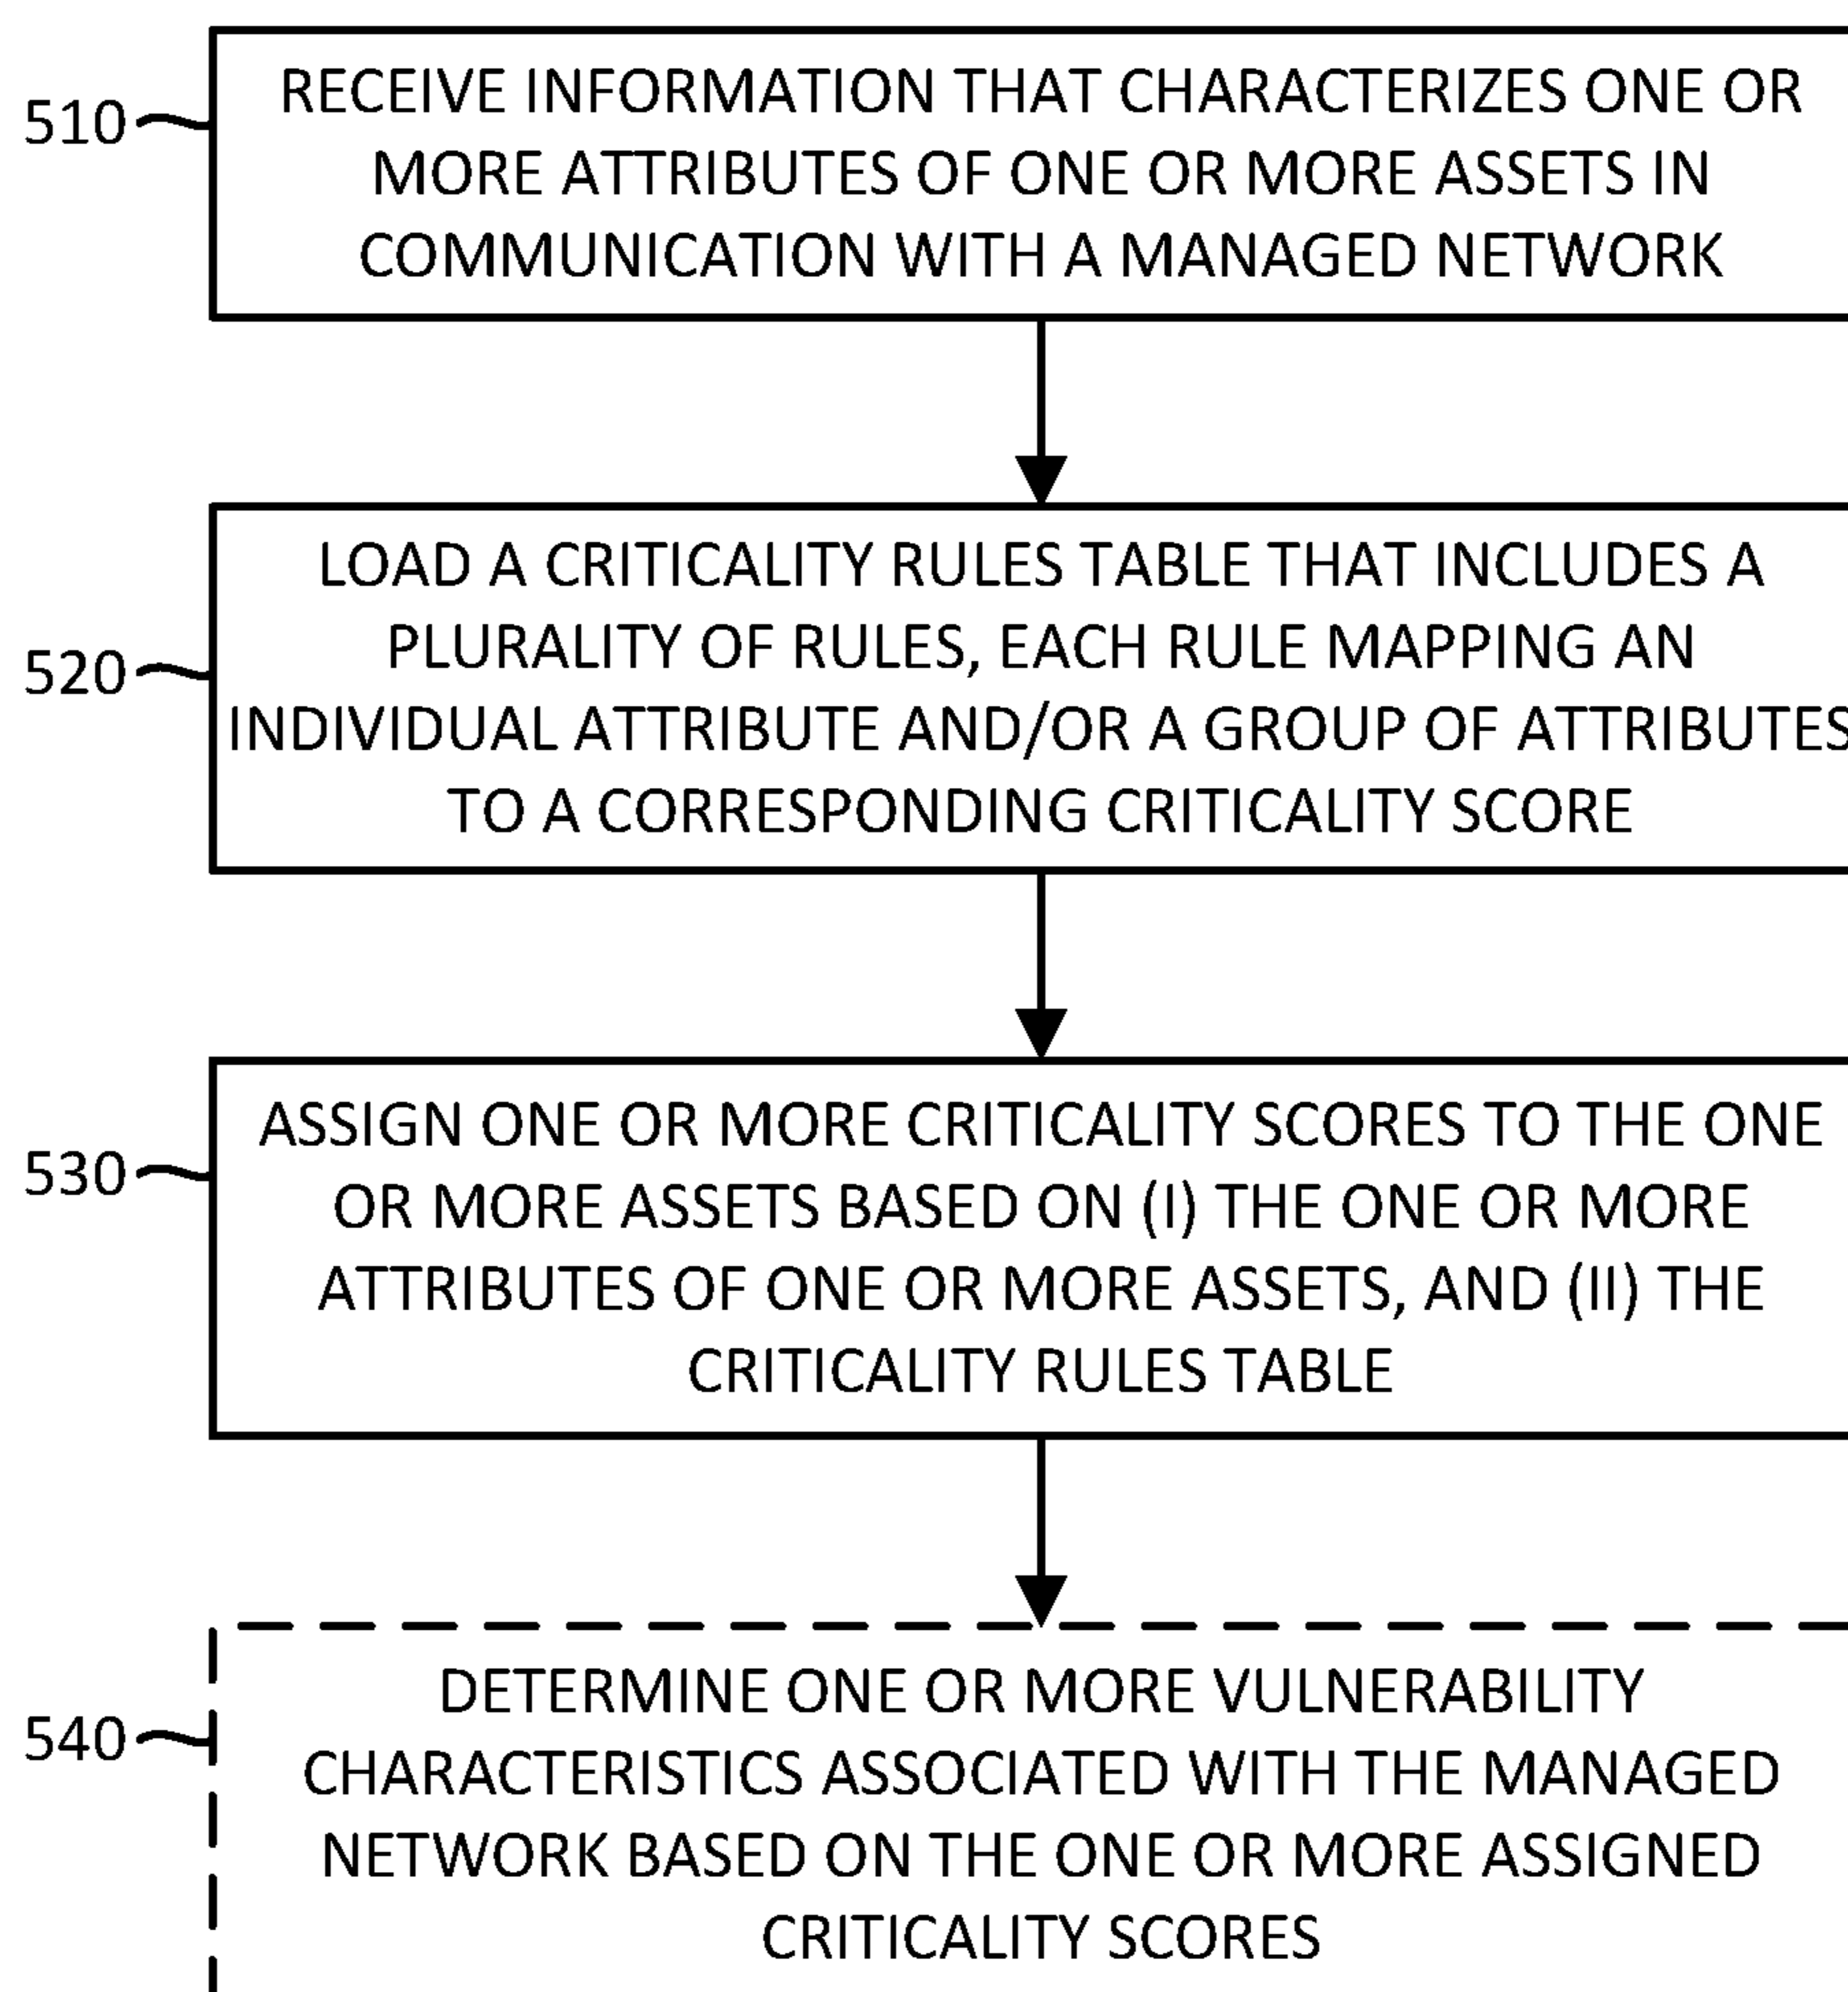 510
RECEIVE INFORMATION THAT CHARACTERIZES ONE OR
MORE ATTRIBUTES OF ONE OR MORE ASSETS IN
COMMUNICATION WITH A MANAGED NETWORK
520
LOAD A CRITICALITY RULES TABLE THAT INCLUDES A
PLURALITY OF RULES, EACH RULE MAPPING AN
INDIVIDUAL ATTRIBUTE AND/OR A GROUP OF ATTRIBUTES
TO A CORRESPONDING CRITICALITY SCORE
530
ASSIGN ONE OR MORE CRITICALITY SCORES TO THE ONE
OR MORE ASSETS BASED ON (I) THE ONE OR MORE
ATTRIBUTES OF ONE OR MORE ASSETS, AND (II) THE
CRITICALITY RULES TABLE
540
DETERMINE ONE OR MORE VULNERABILITY
CHARACTERISTICS ASSOCIATED WITH THE MANAGED
NETWORK BASED ON THE ONE OR MORE ASSIGNED
CRITICALITY SCORES